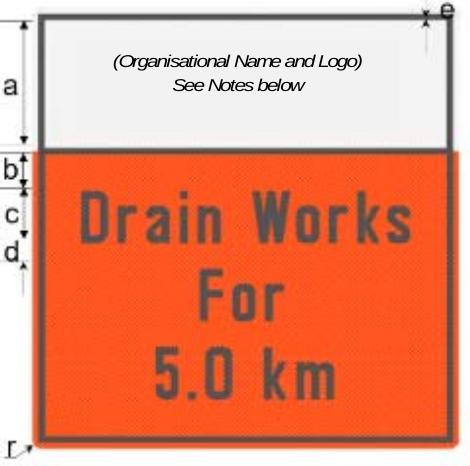 e
a
(Organisational Name and Logo)
See Notes below
b
c
d
Drain Works
For
5.0 km
r